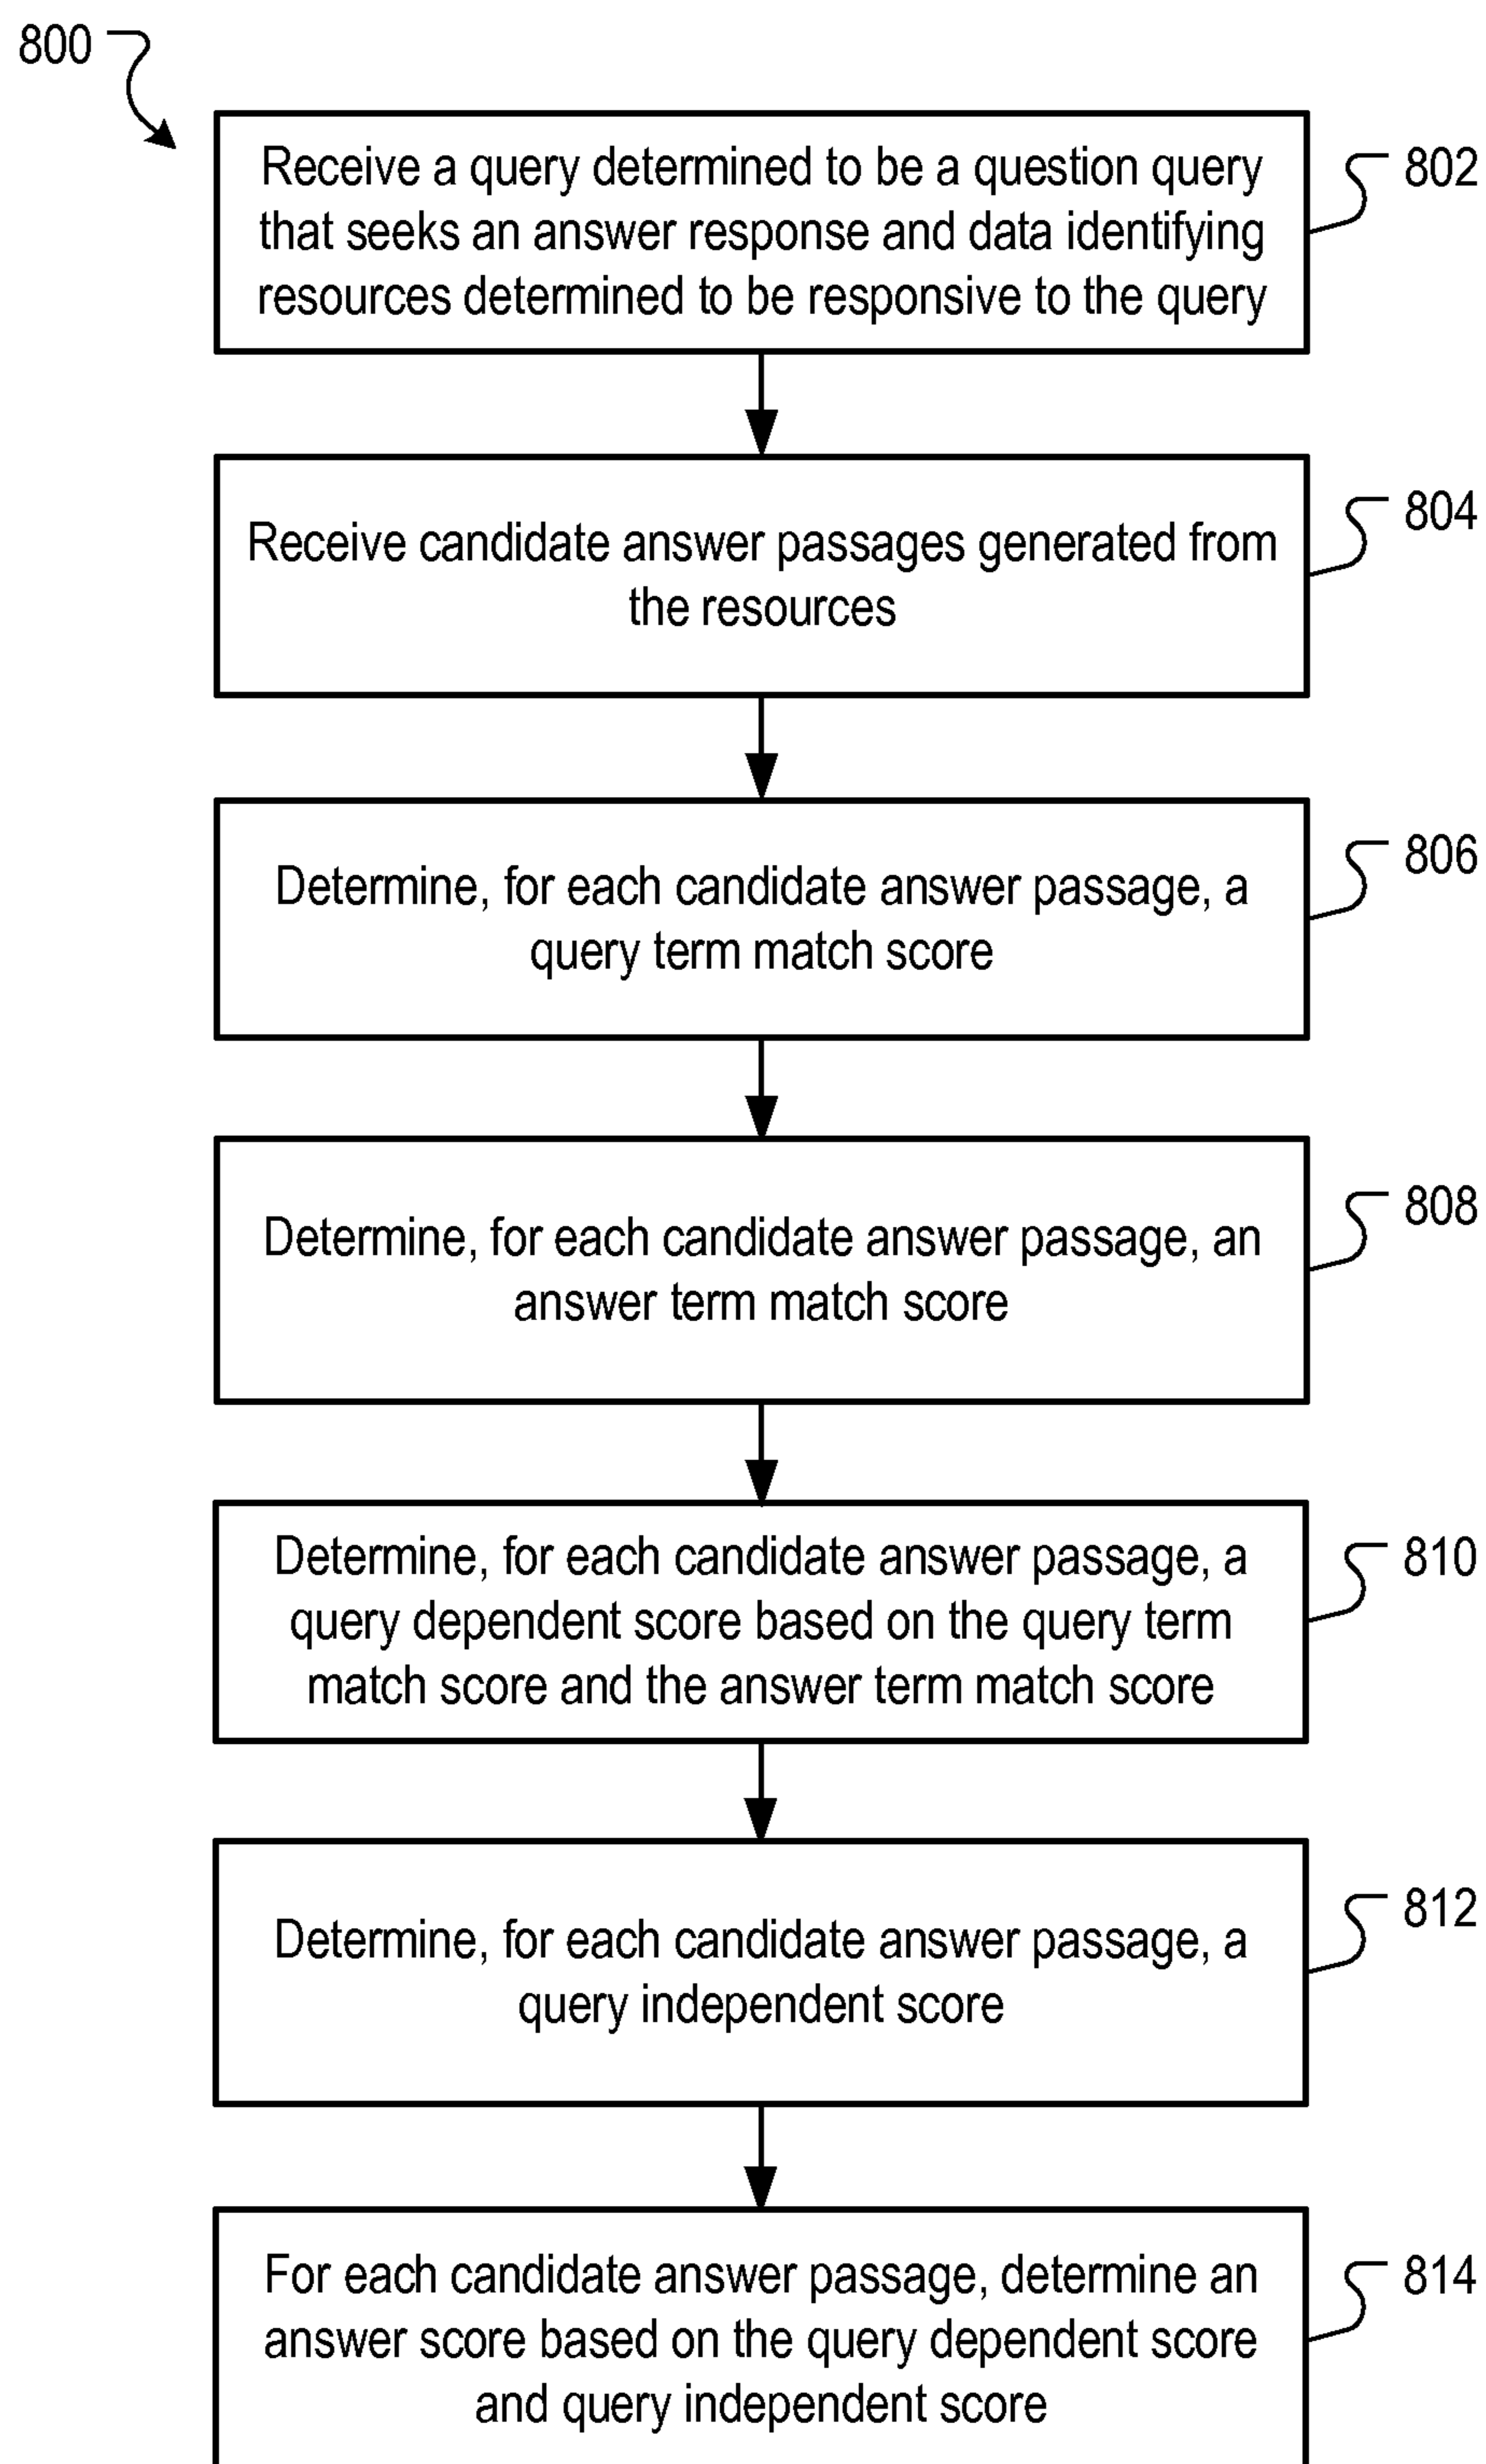 800
Receive a query determined to be a question query
that seeks an answer response and data identifying
resources determined to be responsive to the query
802
Receive candidate answer passages generated from
the resources
804
Determine, for each candidate answer passage, a
query term match score
806
Determine, for each candidate answer passage, an
answer term match score
808
Determine, for each candidate answer passage, a
query dependent score based on the query term
match score and the answer term match score
810
Determine, for each candidate answer passage, a
query independent score
812
For each candidate answer passage, determine an
answer score based on the query dependent score
and query independent score
814